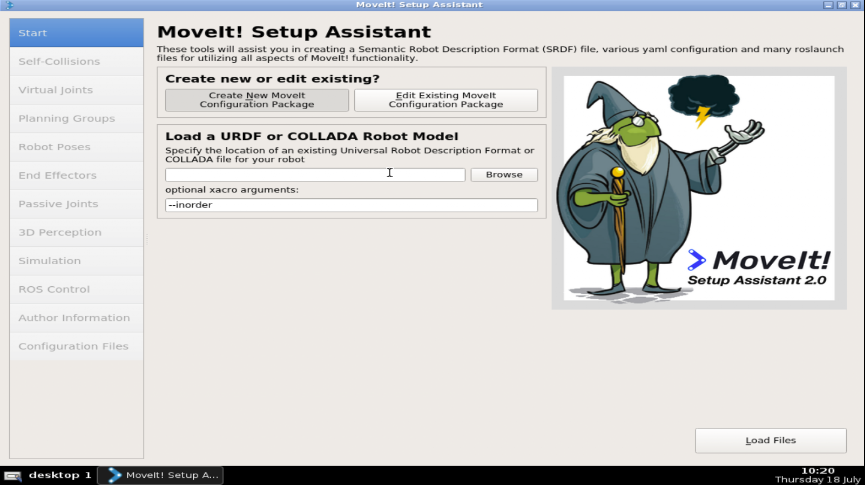 MoveIt! Setup Assistant
Start
Self-Collisions
Virtual Joints
Planning Groups
Robot Poses
End Effectors
Passive Joints
3D Perception
Simulation
ROS Control
Author Information
Configuration Files
MoveIt! Setup Assistant
These tools will assist you in creating a Semantic Robot Description Format (SRDF) file, various yaml configuration and many roslaunch
files for utilizing all aspects of MoveIt! functionality.
Create new or edit existing?
Create New MoveIt
Configuration Package
Edit Existing MoveIt
Configuration Package
Load a URDF or COLLADA Robot Model
Specify the location of an existing Universal Robot Description Format or
COLLADA file for your robot
Browse
optional xacro arguments:
--inorder
MoveIt!
Setup Assistant 2.0
Load Files
desktop 1
MoveIt! Setup A...
10:20
Thursday 18 July